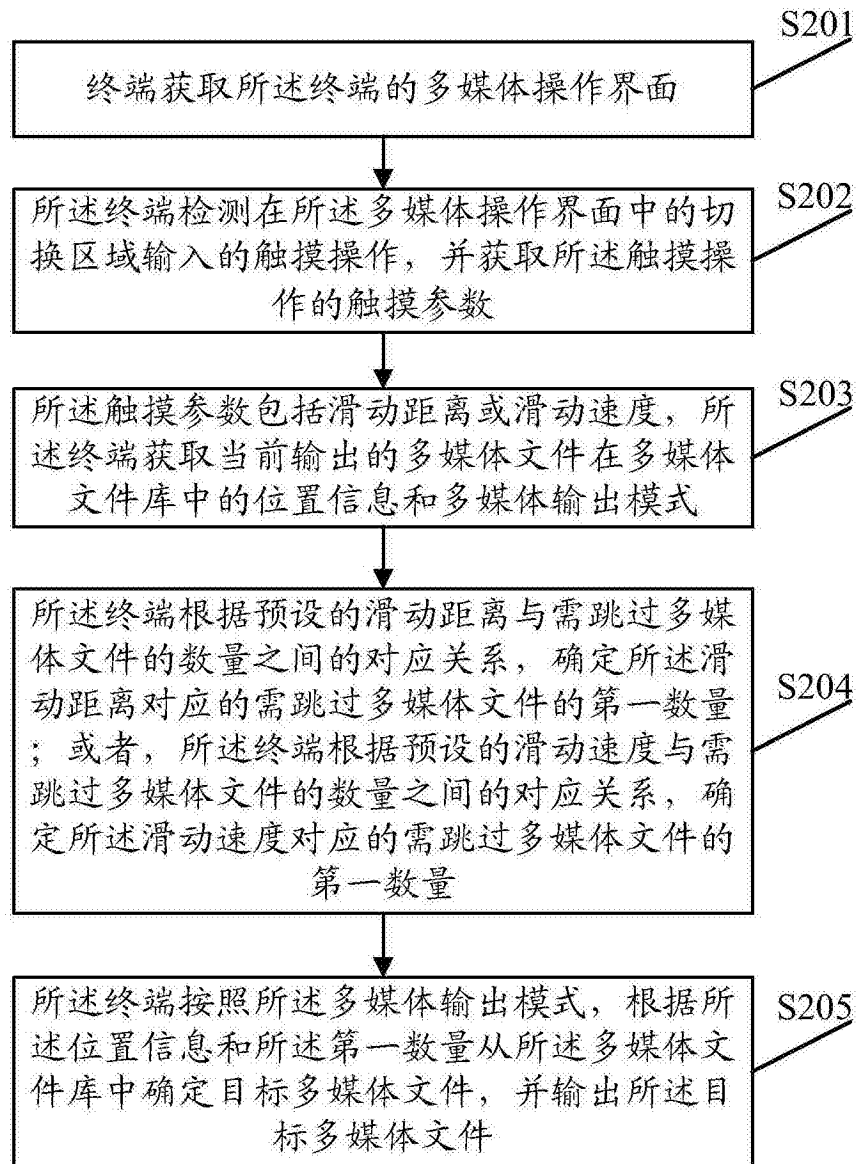 S201
终端获取所述终端的多媒体操作界面
S202
所述终端检测在所述多媒体操作界面中的切
换区域输入的触摸操作，并获取所述触摸操
作的触摸参数
S203
所述触摸参数包括滑动距离或滑动速度，所
述终端获取当前输出的多媒体文件在多媒体
文件库中的位置信息和多媒体输出模式
S204
所述终端根据预设的滑动距离与需跳过多媒
体文件的数量之间的对应关系，确定所述滑
动距离对应的需跳过多媒体文件的第一数量
；或者，所述终端根据预设的滑动速度与需
跳过多媒体文件的数量之间的对应关系，确
定所述滑动速度对应的需跳过多媒体文件的
第一数量
S205
所述终端按照所述多媒体输出模式，根据所
述位置信息和所述第一数量从所述多媒体文
件库中确定目标多媒体文件，并输出所述目
标多媒体文件